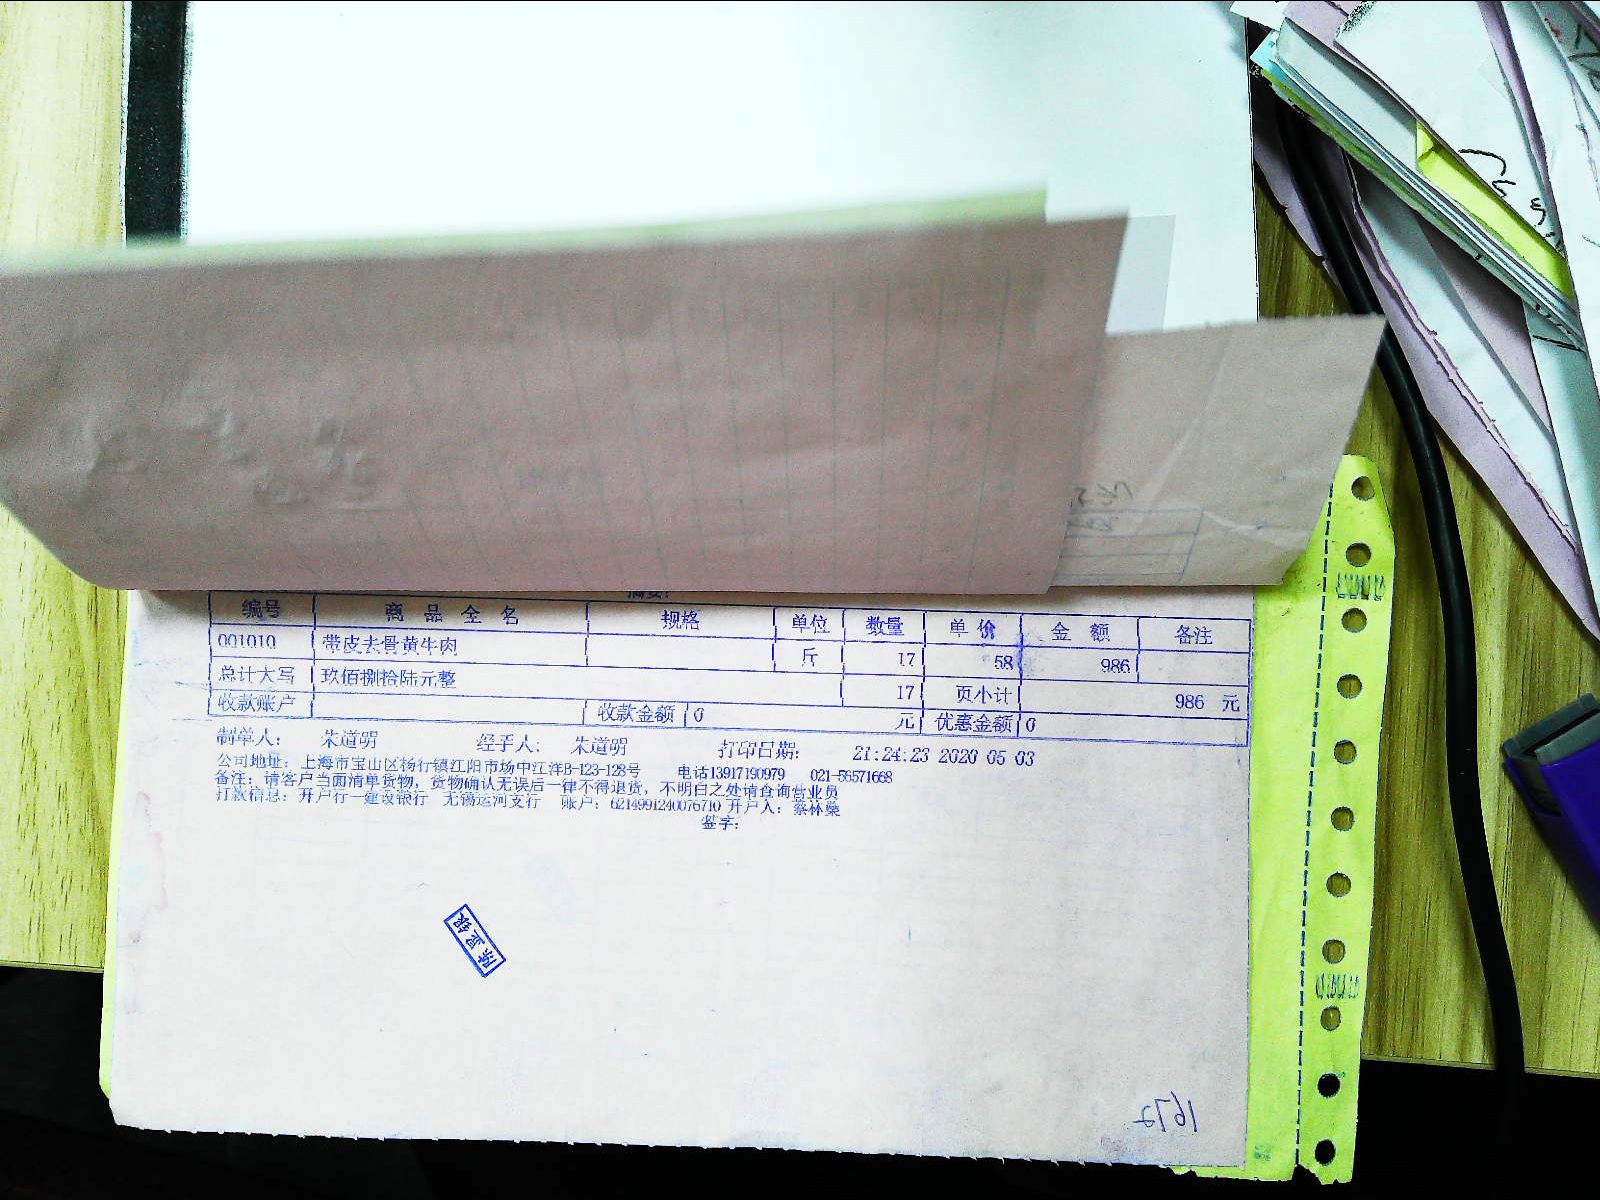 编号 商品全名 规格 单位 数量 单价 金额 备注
001010 带皮去骨黄牛肉 斤 17 58 986
总计大写 玖佰捌拾陆元整 17 页小计 986 元
收款账户 收款金额 0 元 优惠金额 0
制单人： 朱道明 经手人： 朱道明 打印日期： 21:24:23 2020 05 03
公司地址：上海市宝山区杨行镇江阳市场中江洋B-123-128号 电话13917190979 021-56571668
备注：请客户当面清单货物，货物确认无误后一律不得退货，不明白之处请查询营业员
打款信息：开户行—建设银行 无锡运河支行 账户：6214991240076710 开户人：蔡林燊
签字：
陈足银